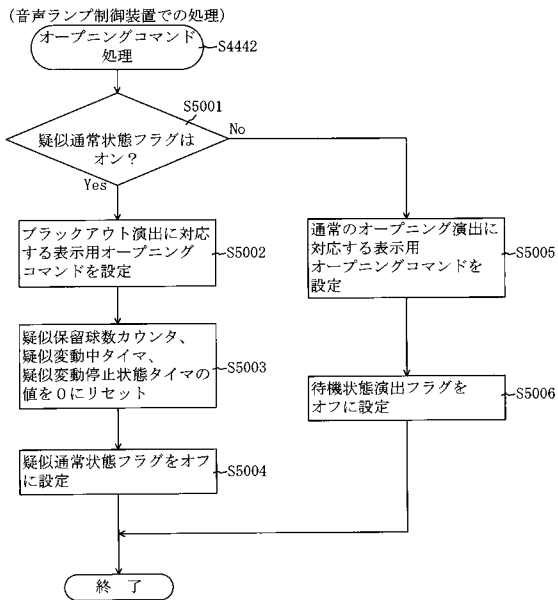 (音声ランプ制御装置での処理)
オープニングコマンド
処理
S4442
S5001
疑似通常状態フラグは
オン?
No
Yes
ブラックアウト演出に対応
する表示用オープニング
コマンドを設定
S5002
通常のオープニング演出に
対応する表示用
オープニングコマンドを
設定
S5005
疑似保留球数カウンタ、
疑似変動中タイマ、
疑似変動停止状態タイマの
値を0にリセット
S5003
待機状態演出フラグを
オフに設定
S5006
疑似通常状態フラグをオフ
に設定
S5004
終 了